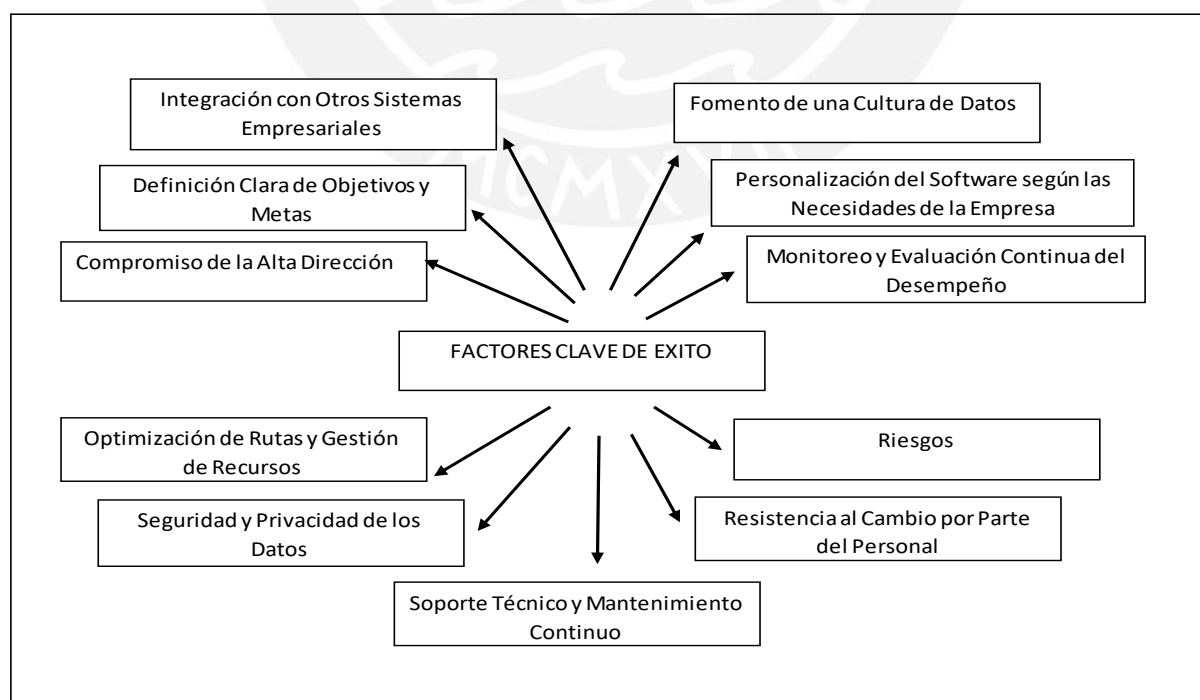 Integración con Otros Sistemas
Empresariales
Fomento de una Cultura de Datos
Definición Clara de Objetivos y
Metas
Personalización del Software según las
Necesidades de la Empresa
Compromiso de la Alta Dirección
Monitoreo y Evaluación Continua del
Desempeño
FACTORES CLAVE DE EXITO
Optimización de Rutas y Gestión
de Recursos
Riesgos
Seguridad y Privacidad de los
Datos
Resistencia al Cambio por Parte
del Personal
Soporte Técnico y Mantenimiento
Continuo